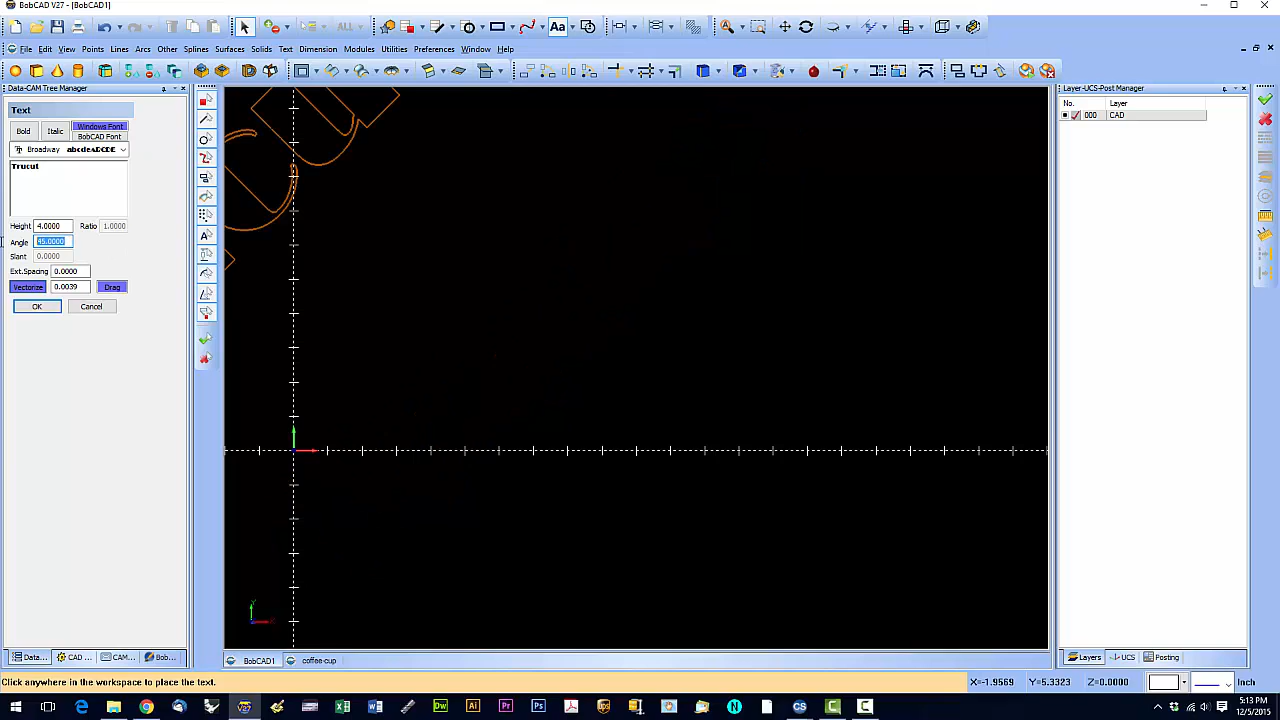 BobCAD V27 - [BobCAD1]
ALL
Aa
File Edit View Points Lines Arcs Other Splines Surfaces Solids Text Dimension Modules Utilities Preferences Window Help
Data-CAM Tree Manager
Layer-UCS-Post Manager
Text
Bold Italic Windows Font
BobCAD Font
Broadway abcdeABCDE
Trucut
Height 4.0000 Ratio 1.0000
Angle 45.0000
Slant 0.0000
Ext.Spacing 0.0000
Vectorize 0.0039 Drag
OK Cancel
No. Layer
000 CAD
Y
X
Data... CAD ... CAM... Bob...
BobCAD1 coffee-cup
Layers UCS Posting
Click anywhere in the workspace to place the text.
X=-1.9569 Y=5.3323 Z=0.0000 Inch
5:13 PM
12/5/2015